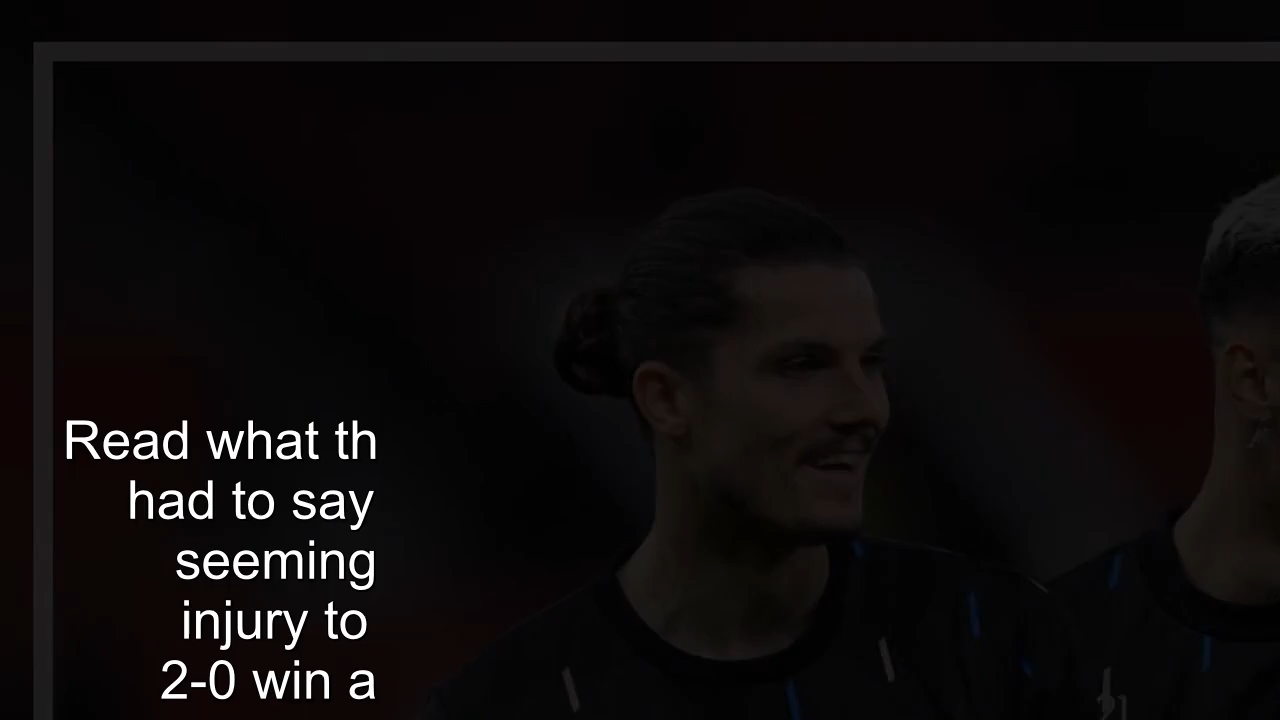 Read what th
had to say
seeming
injury to
2-0 win a